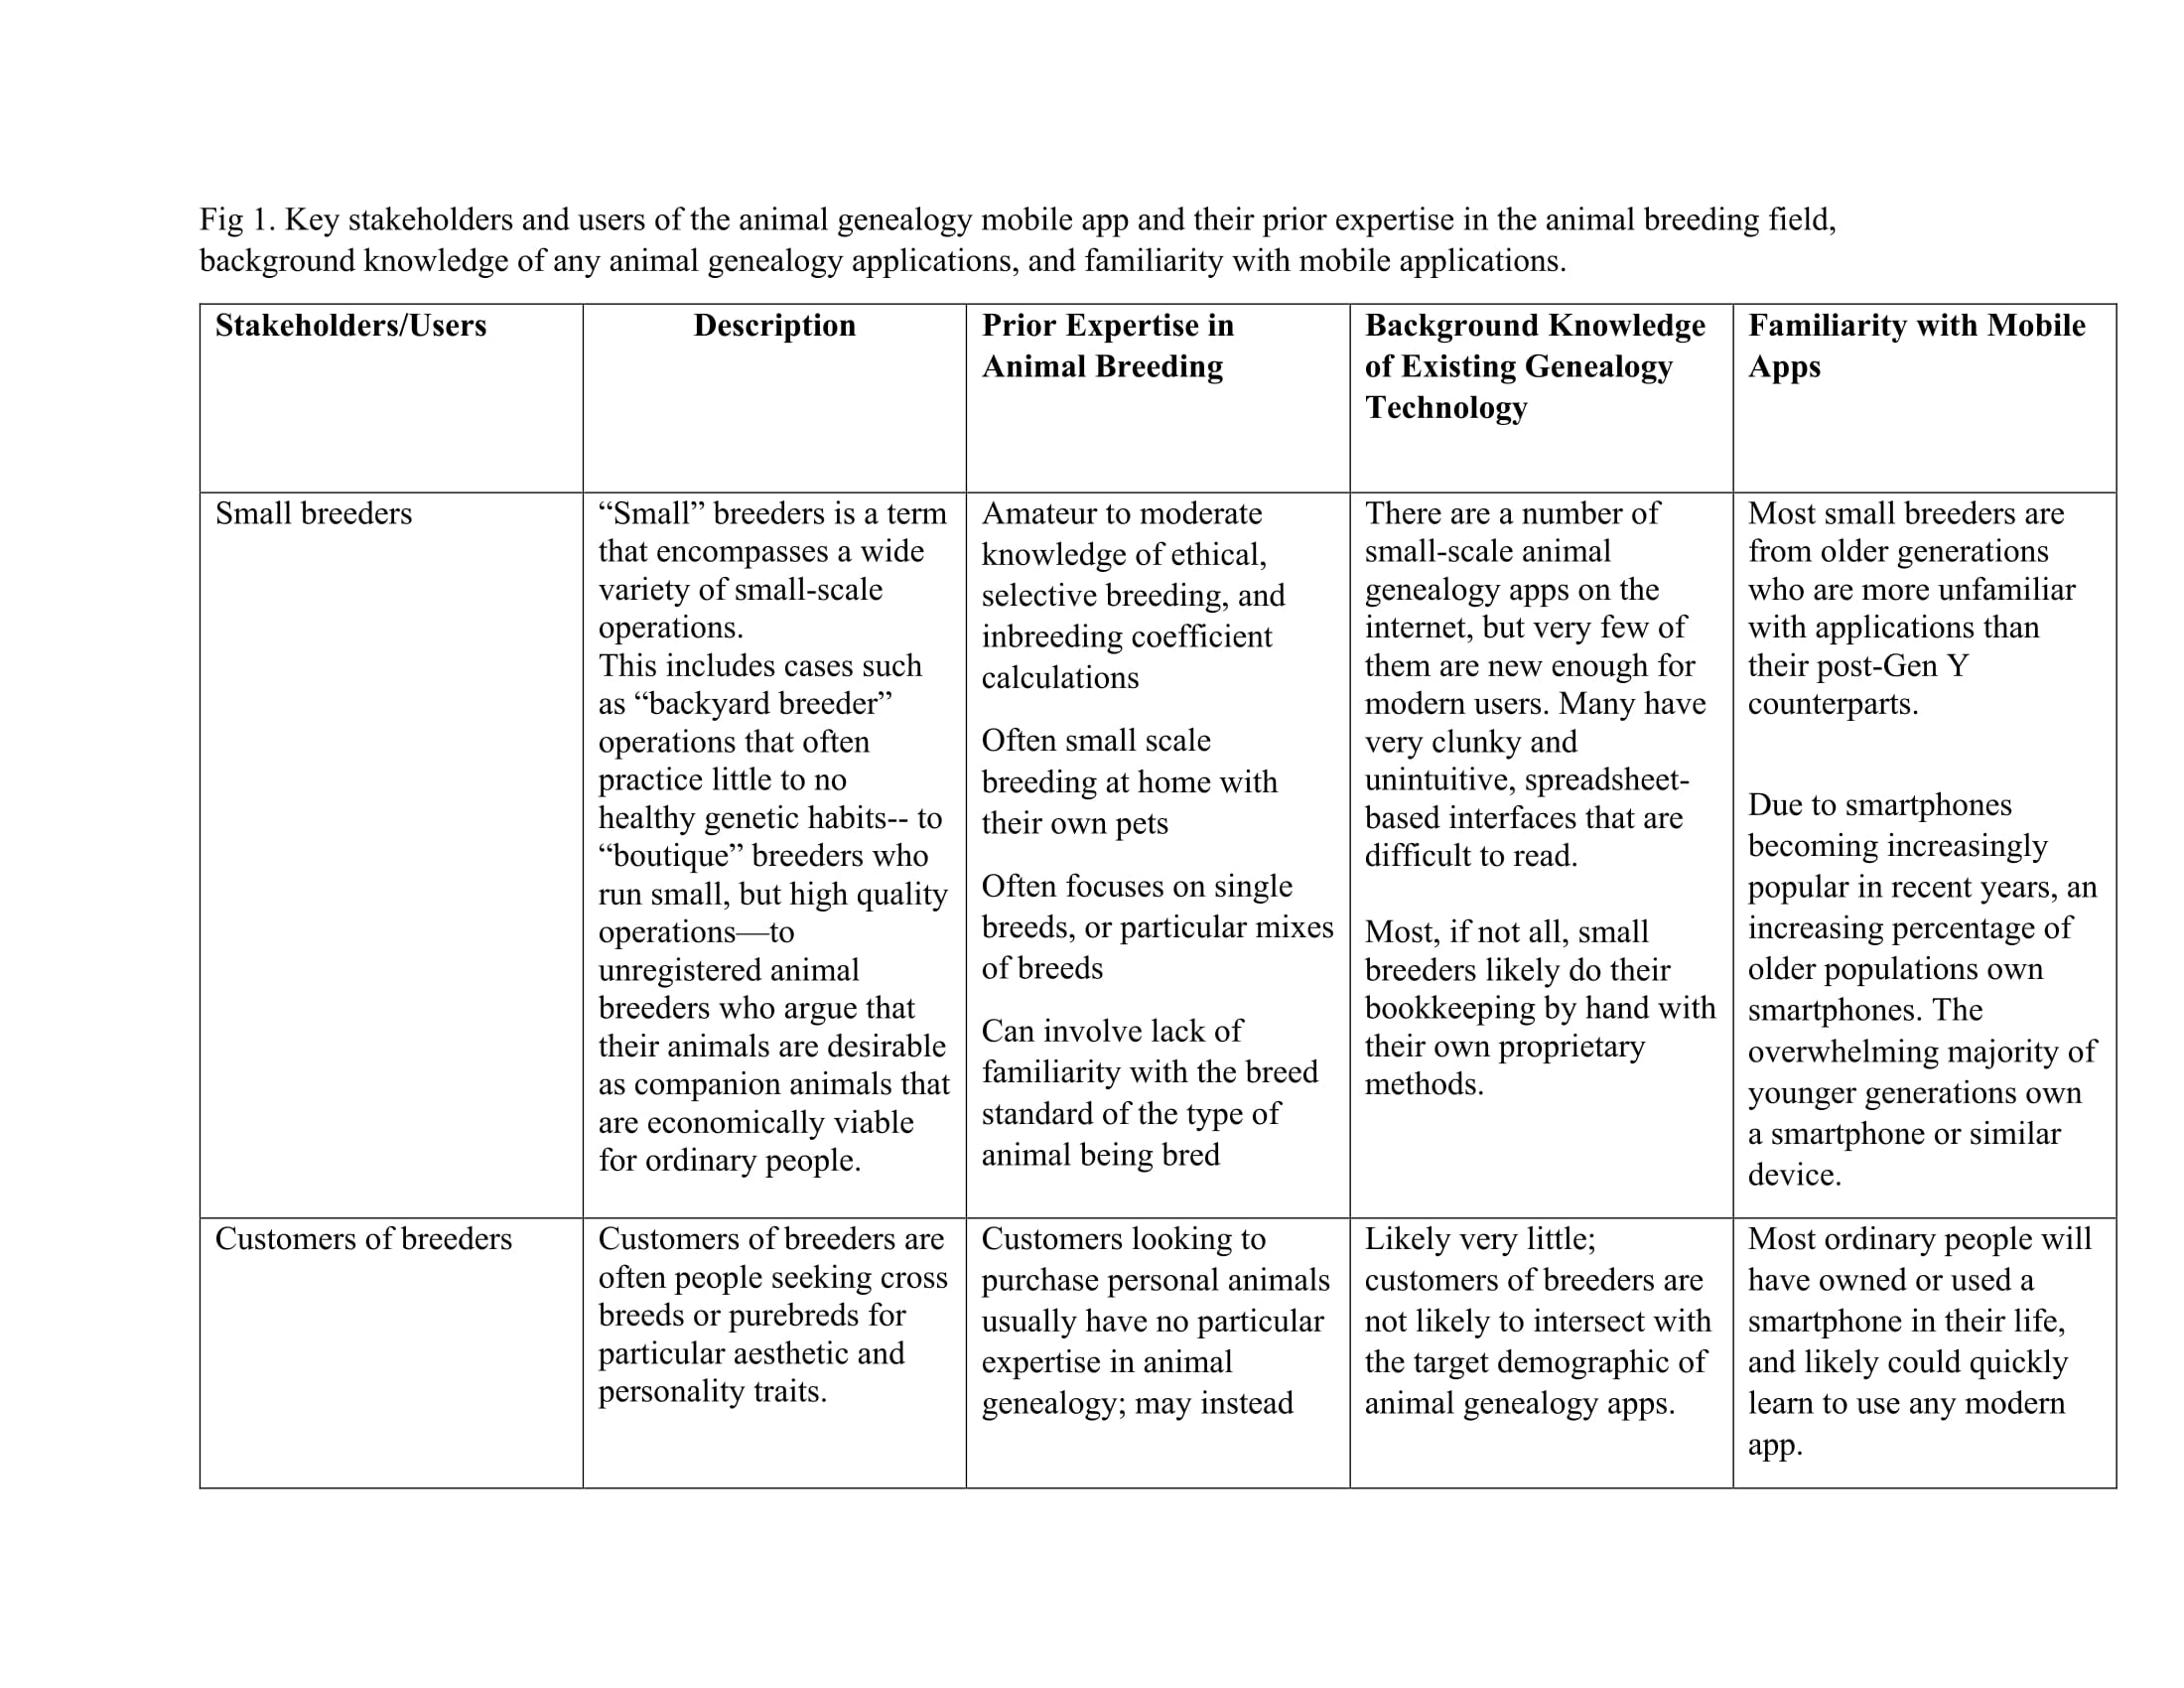 Fig 1. Key stakeholders and users of the animal genealogy mobile app and their prior expertise in the animal breeding field,
background knowledge of any animal genealogy applications, and familiarity with mobile applications.
Stakeholders/Users
Description
Prior Expertise in
Animal Breeding
Background Knowledge
of Existing Genealogy
Technology
Familiarity with Mobile
Apps
Small breeders
“Small” breeders is a term
that encompasses a wide
variety of small-scale
operations.
This includes cases such
as “backyard breeder”
operations that often
practice little to no
healthy genetic habits-- to
“boutique” breeders who
run small, but high quality
operations—to
unregistered animal
breeders who argue that
their animals are desirable
as companion animals that
are economically viable
for ordinary people.
Amateur to moderate
knowledge of ethical,
selective breeding, and
inbreeding coefficient
calculations
Often small scale
breeding at home with
their own pets
Often focuses on single
breeds, or particular mixes
of breeds
Can involve lack of
familiarity with the breed
standard of the type of
animal being bred
There are a number of
small-scale animal
genealogy apps on the
internet, but very few of
them are new enough for
modern users. Many have
very clunky and
unintuitive, spreadsheet-
based interfaces that are
difficult to read.
Most, if not all, small
breeders likely do their
bookkeeping by hand with
their own proprietary
methods.
Most small breeders are
from older generations
who are more unfamiliar
with applications than
their post-Gen Y
counterparts.
Due to smartphones
becoming increasingly
popular in recent years, an
increasing percentage of
older populations own
smartphones. The
overwhelming majority of
younger generations own
a smartphone or similar
device.
Customers of breeders
Customers of breeders are
often people seeking cross
breeds or purebreds for
particular aesthetic and
personality traits.
Customers looking to
purchase personal animals
usually have no particular
expertise in animal
genealogy; may instead
Likely very little;
customers of breeders are
not likely to intersect with
the target demographic of
animal genealogy apps.
Most ordinary people will
have owned or used a
smartphone in their life,
and likely could quickly
learn to use any modern
app.